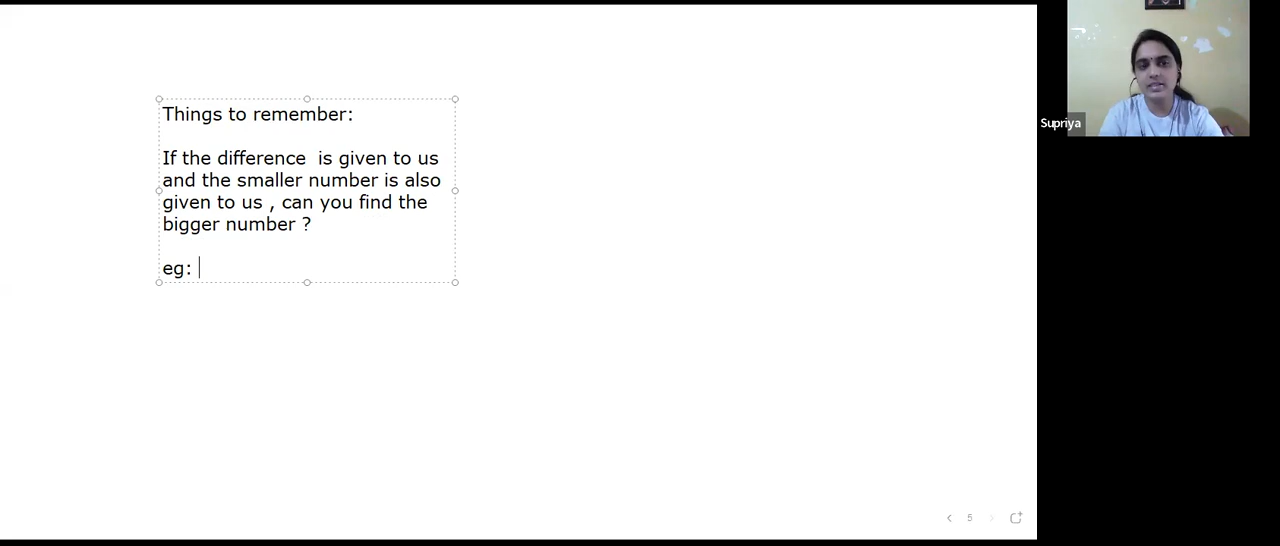 Things to remember:
If the difference  is given to us
and the smaller number is also
given to us , can you find the
bigger number ?
eg:
Supriya
5